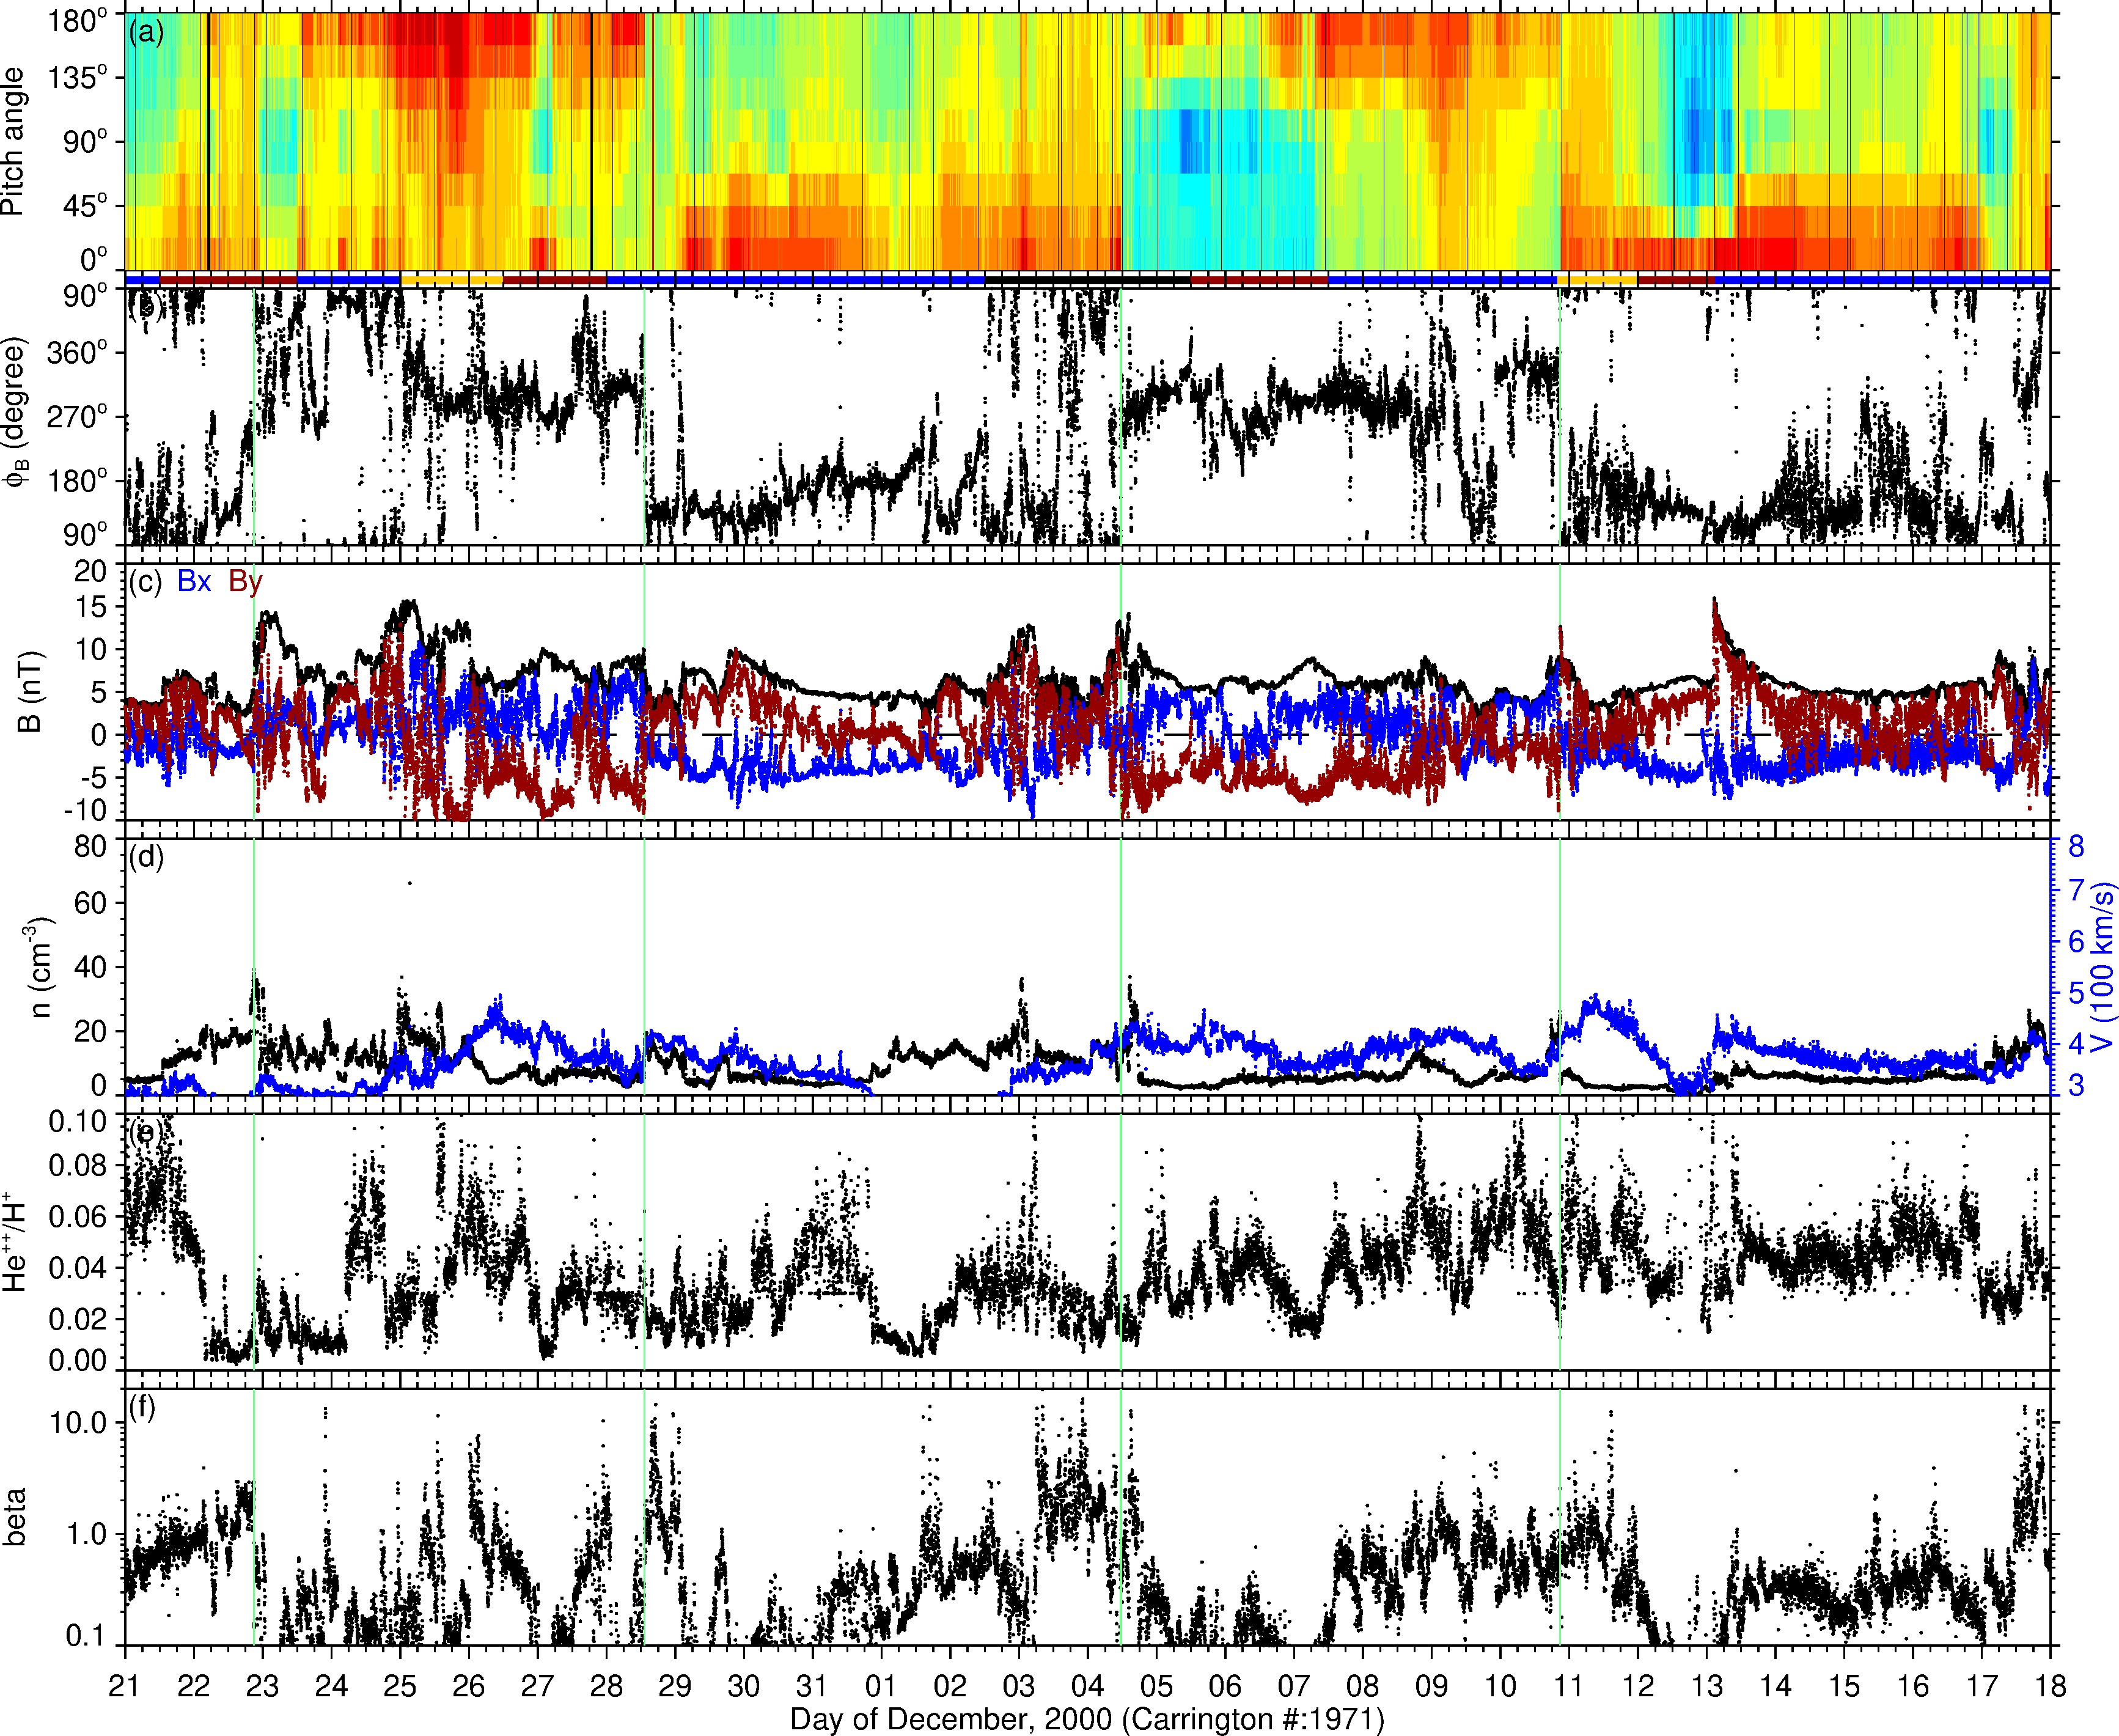 (a)
180°
135°
90°
45°
0°
Pitch angle
(b)
90°
360°
270°
180°
90°
ϕB (degree)
(c) Bx By
20
15
10
5
0
-5
-10
B (nT)
(d)
80
60
40
20
0
n (cm-3)
8
7
6
5
4
3
V (100 km/s)
(e)
0.10
0.08
0.06
0.04
0.02
0.00
He++/H+
(f)
10.0
1.0
0.1
beta
21 22 23 24 25 26 27 28 29 30 31 01 02 03 04 05 06 07 08 09 10 11 12 13 14 15 16 17 18
Day of December, 2000 (Carrington #:1971)